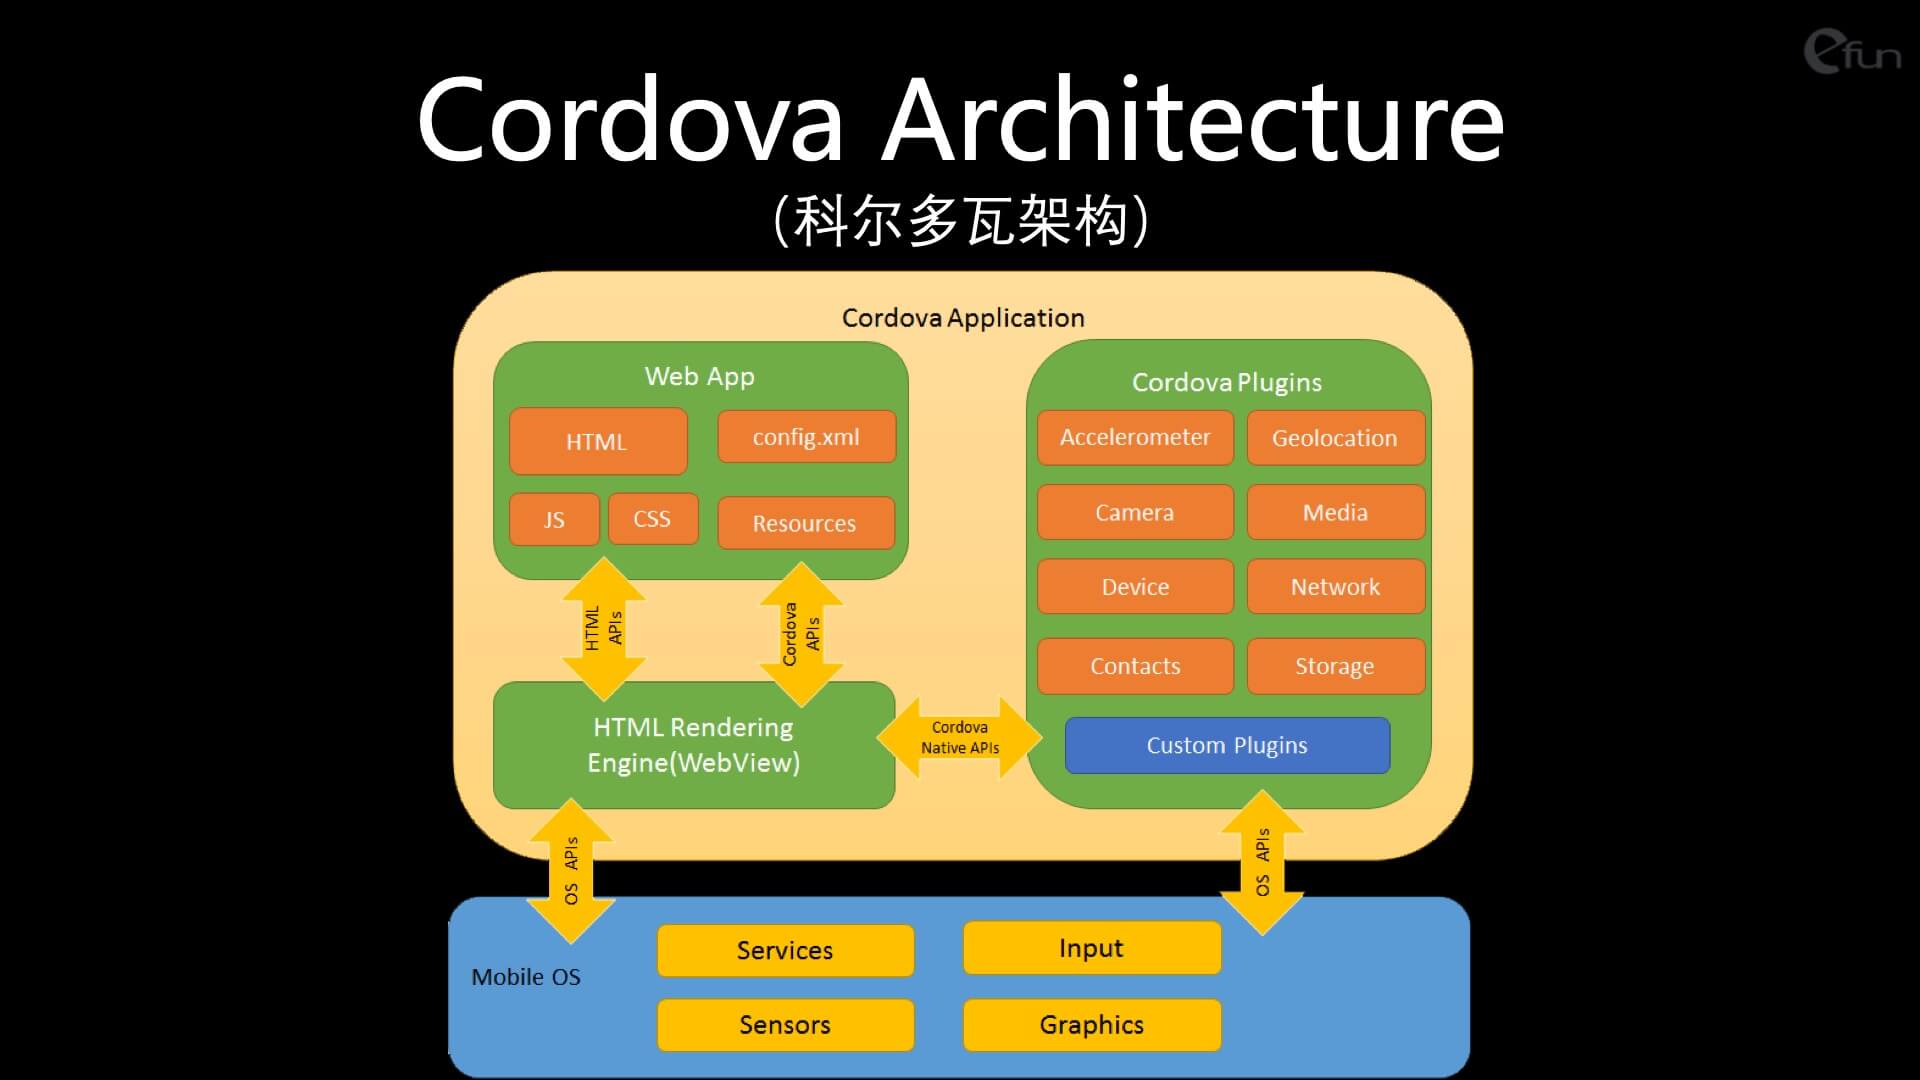 efun
Cordova Architecture
（科尔多瓦架构）
Cordova Application
Web App
HTML
config.xml
JS
CSS
Resources
HTML
APIs
Cordova
APIs
HTML Rendering
Engine(WebView)
Cordova
Native APIs
Cordova Plugins
Accelerometer
Geolocation
Camera
Media
Device
Network
Contacts
Storage
Custom Plugins
OS APIs
OS APIs
Mobile OS
Services
Input
Sensors
Graphics